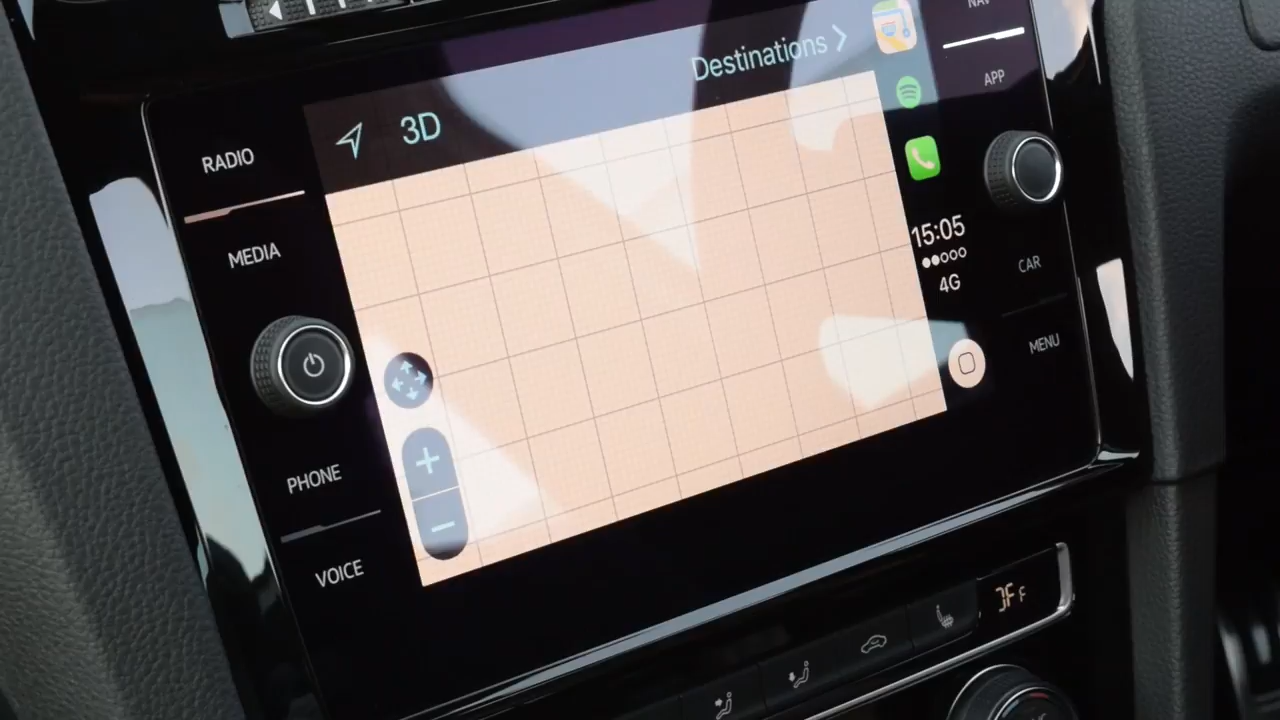 NAV
Destinations
APP
3D
RADIO
MEDIA
15:05
4G
CAR
MENU
PHONE
VOICE